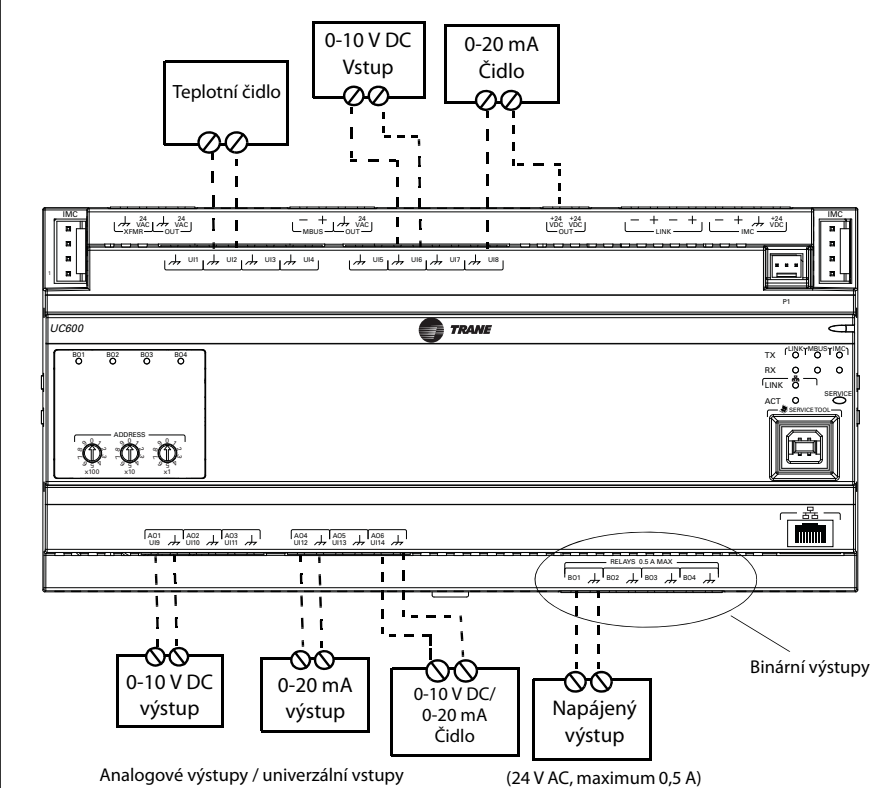 0-10 V DC
Vstup
0-20 mA
Čidlo
Teplotní čidlo
IMC
24 VAC
XFMR
24 VAC
OUT
− +
MBUS
24 VAC
OUT
+24 VDC +24 VDC
OUT
− + − +
LINK
− + +24 VDC
IMC
IMC
1
UI1 UI2 UI3 UI4 UI5 UI6 UI7 UI8
P1
UC600
TRANE
BO1 BO2 BO3 BO4
LINK MBUS IMC
TX
RX
LINK
ACT
SERVICE
SERVICE TOOL
ADDRESS
x100 x10 x1
AO1 AO2 AO3 AO4 AO5 AO6
UI9 UI10 UI11 UI12 UI13 UI14
RELAYS 0.5 A MAX
BO1 BO2 BO3 BO4
Binární výstupy
0-10 V DC
výstup
0-20 mA
výstup
0-10 V DC/
0-20 mA
Čidlo
Napájený
výstup
Analogové výstupy / univerzální vstupy
(24 V AC, maximum 0,5 A)